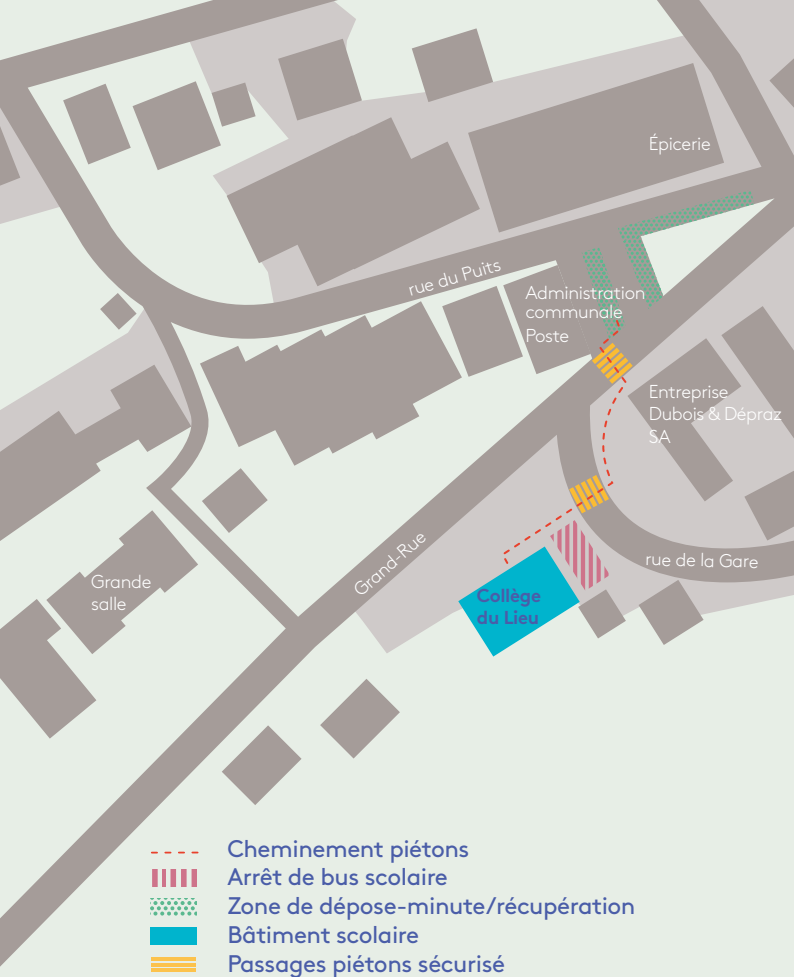 Épicerie
rue du Puits
Administration
communale
Poste
Entreprise
Dubois & Dépraz
SA
Grand-Rue
rue de la Gare
Grande
salle
Collège
du Lieu
Cheminement piétons
Arrêt de bus scolaire
Zone de dépose-minute/récupération
Bâtiment scolaire
Passages piétons sécurisé